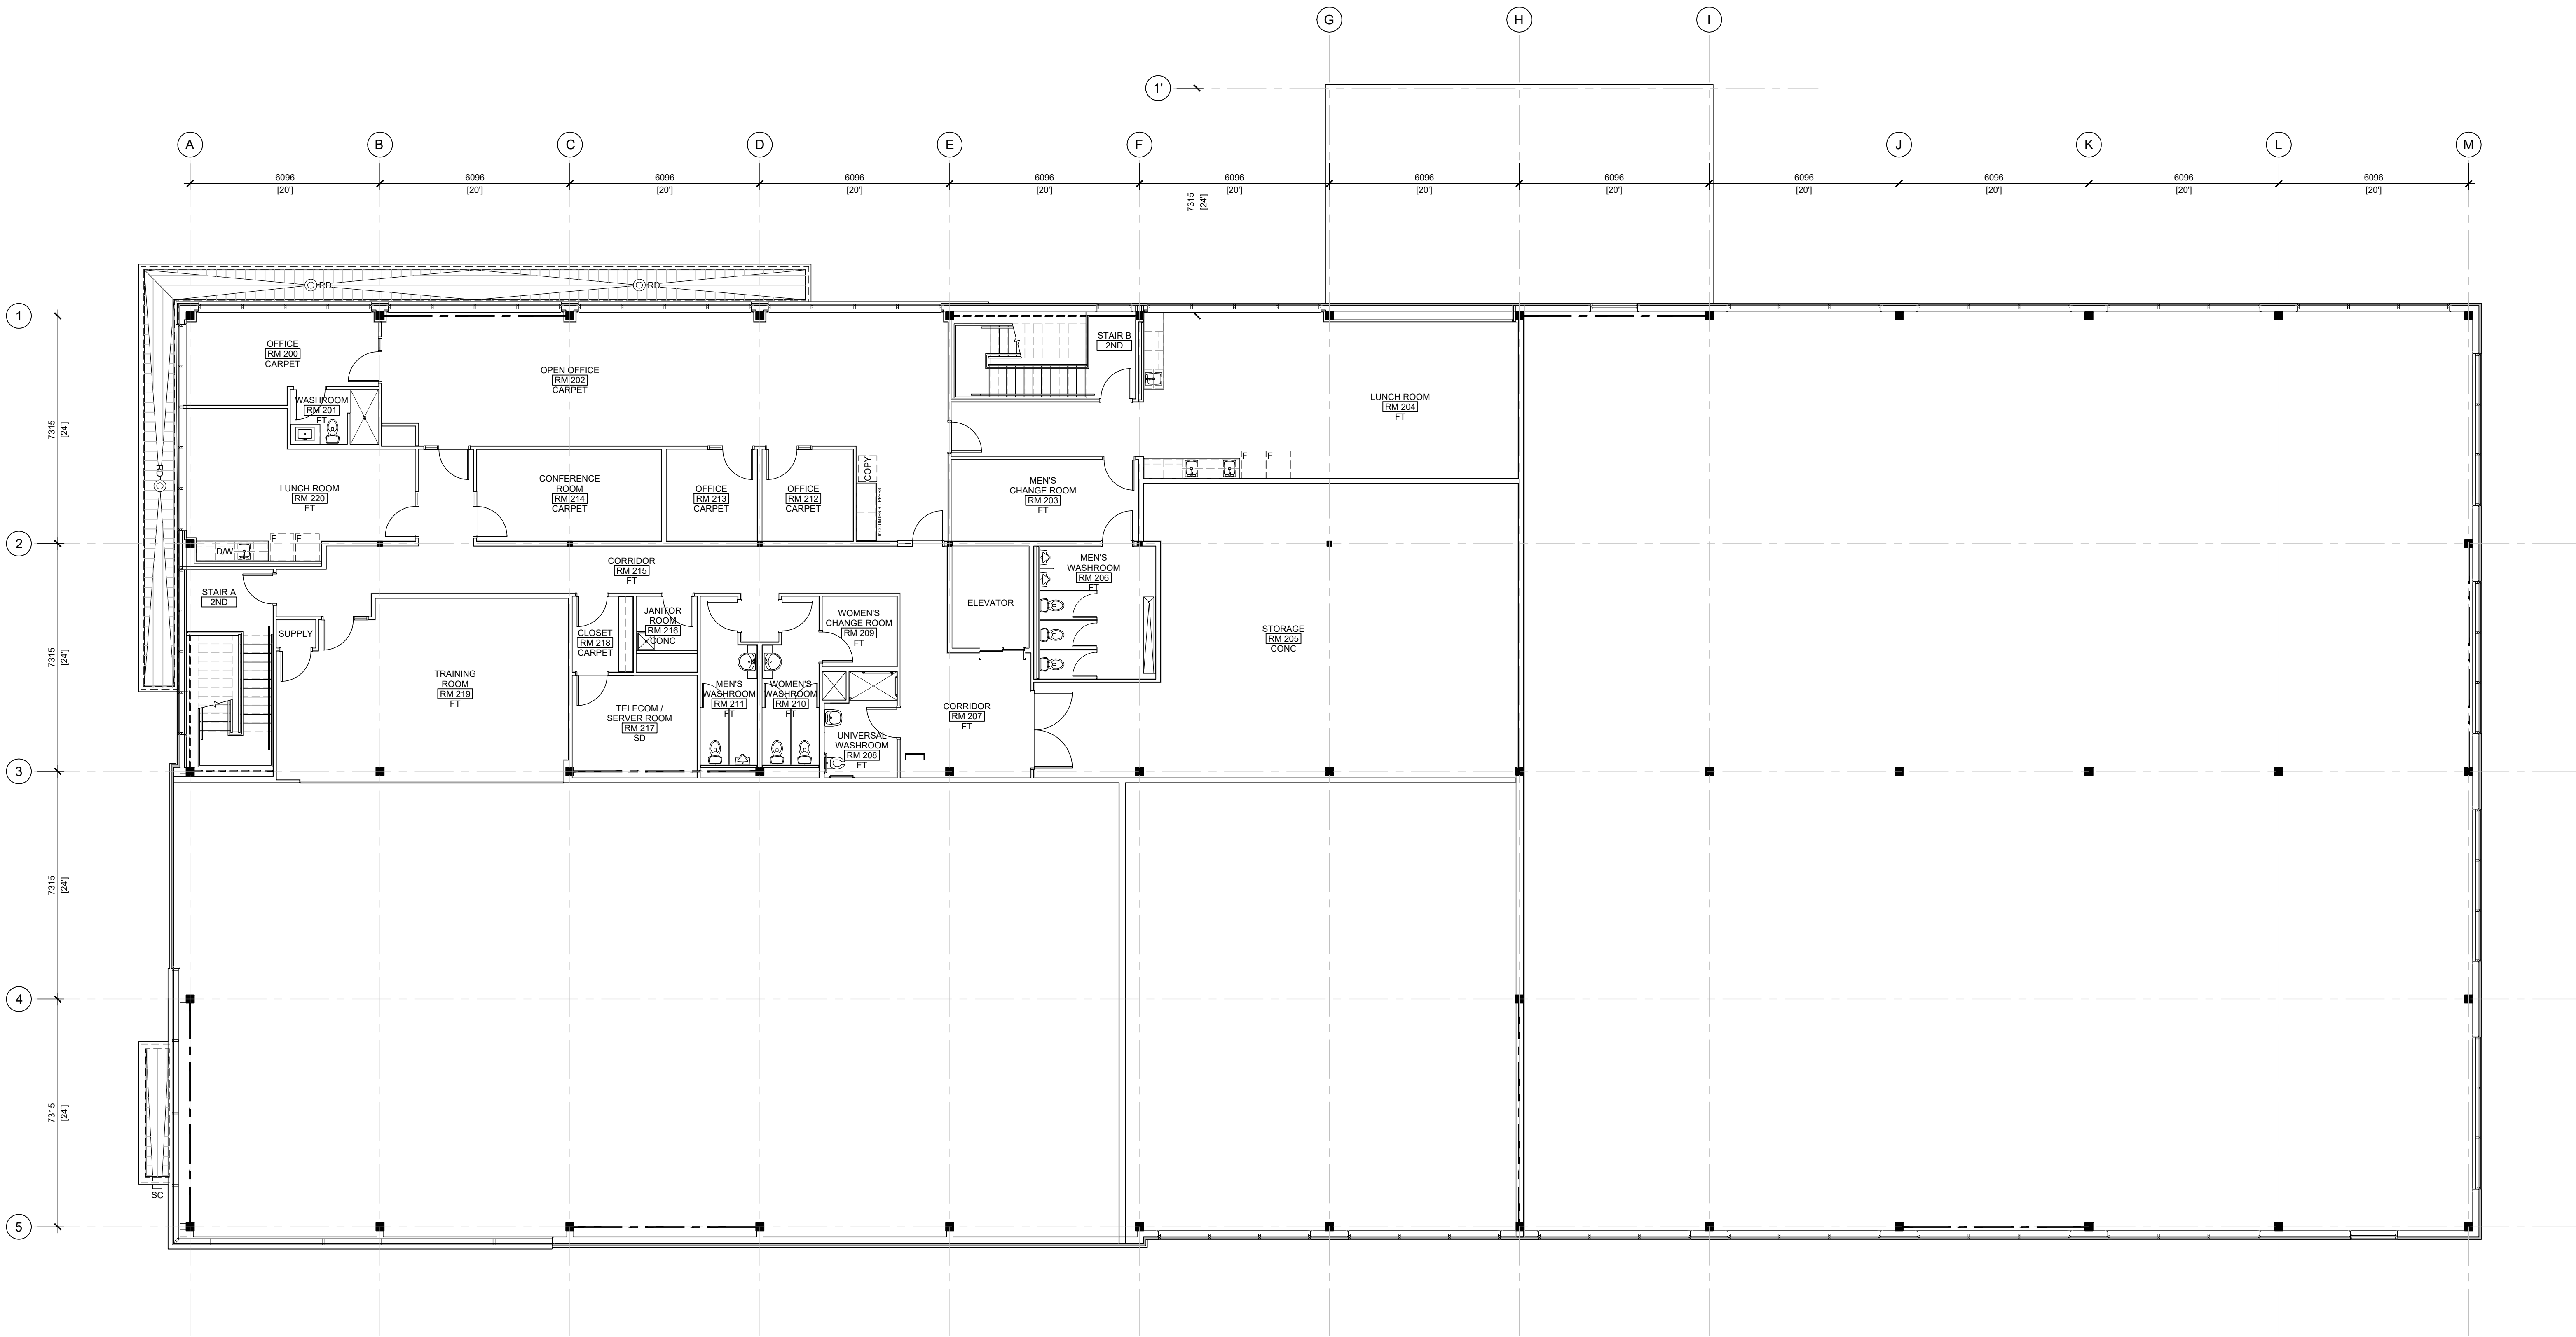 G
H
I
1'
A
B
C
D
E
F
J
K
L
M
6096
[20']
6096
[20']
6096
[20']
6096
[20']
6096
[20']
6096
[20']
6096
[20']
6096
[20']
6096
[20']
6096
[20']
6096
[20']
6096
[20']
7315
[24']
RD
RD
RD
1
2
3
4
5
7315
[24']
7315
[24']
7315
[24']
7315
[24']
OFFICE
RM 200
CARPET
WASHROOM
RM 201
FT
OPEN OFFICE
RM 202
CARPET
STAIR B
2ND
LUNCH ROOM
RM 204
FT
F
F
LUNCH ROOM
RM 220
FT
D/W
F
F
CONFERENCE
ROOM
RM 214
CARPET
OFFICE
RM 213
CARPET
OFFICE
RM 212
CARPET
COPY
6' COUNTER + UPPERS
MEN'S
CHANGE ROOM
RM 203
FT
CORRIDOR
RM 215
FT
STAIR A
2ND
SUPPLY
TRAINING
ROOM
RM 219
FT
CLOSET
RM 218
CARPET
JANITOR
ROOM
RM 216
CONC
TELECOM /
SERVER ROOM
RM 217
SD
MEN'S
WASHROOM
RM 211
FT
WOMEN'S
WASHROOM
RM 210
FT
WOMEN'S
CHANGE ROOM
RM 209
FT
UNIVERSAL
WASHROOM
RM 208
FT
ELEVATOR
CORRIDOR
RM 207
FT
MEN'S
WASHROOM
RM 206
FT
STORAGE
RM 205
CONC
SC